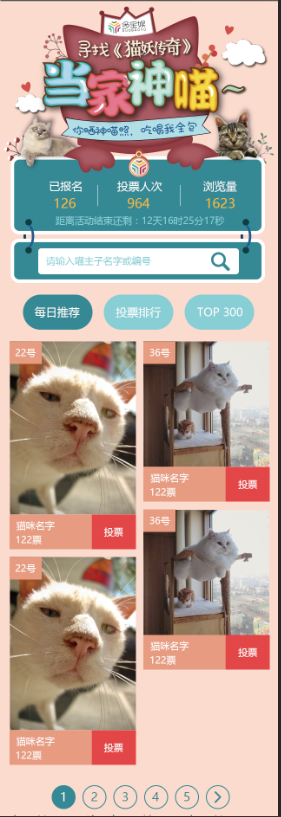 寻找《猫妖传奇》
当家神喵~
你晒神喵照，吃喝我全包
已报名 投票人次 浏览量
126 964 1623
距离活动结束还剩：12天16时25分17秒
请输入喵主子名字或编号
每日推荐 投票排行 TOP 300
22号
猫咪名字
122票
投票
36号
猫咪名字
122票
投票
22号
猫咪名字
122票
投票
36号
猫咪名字
122票
投票
1 2 3 4 5